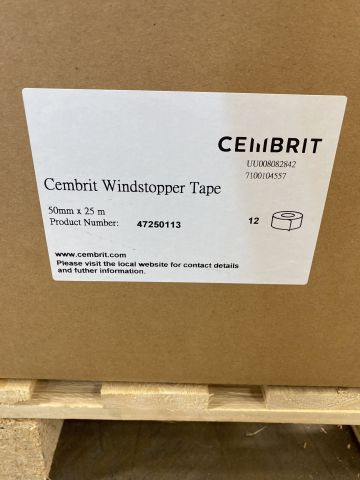 CEMBRIT
UU008082842
7100104557
Cembrit Windstopper Tape
50mm x 25 m
Product Number: 47250113
12
www.cembrit.com
Please visit the local website for contact details
and futher information.